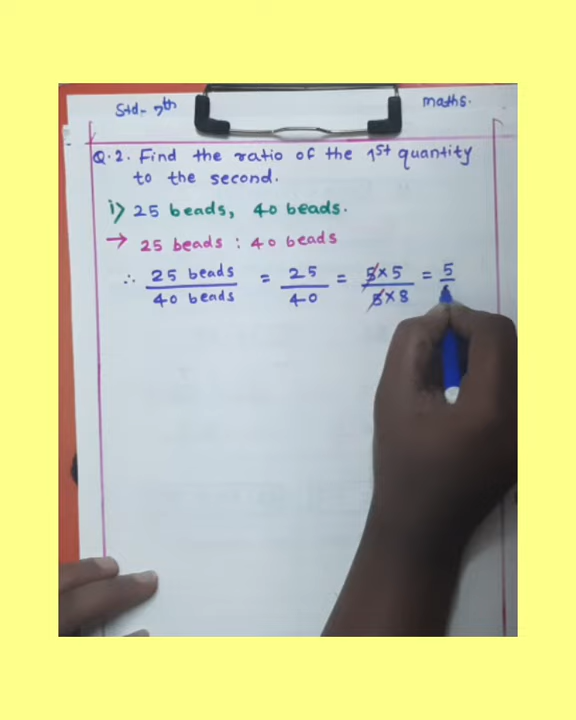 Std- 7th
maths.
Q.2. Find the ratio of the 1st quantity
to the second.
i) 25 beads, 40 beads.
→ 25 beads : 40 beads
∴ 25 beads / 40 beads = 25 / 40 = 5×5 / 5×8 = 5 /